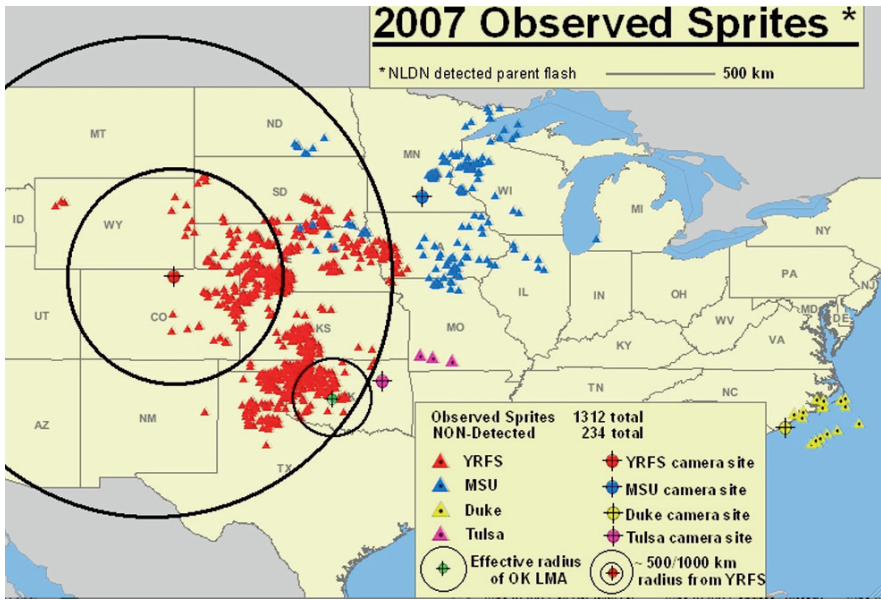 2007 Observed Sprites *
* NLDN detected parent flash 500 km
ND
MT
MN
SD
WI
ID
WY
MI
NY
IA
PA
NJ
IL
IN
OH
UT
CO
KS
MO
MD
DE
WV
VA
KY
NC
TN
OK
AZ
NM
TX
Observed Sprites 1312 total
NON-Detected 234 total
YRFS YRFS camera site
MSU MSU camera site
Duke Duke camera site
Tulsa Tulsa camera site
Effective radius ~ 500/1000 km
of OK LMA radius from YRFS